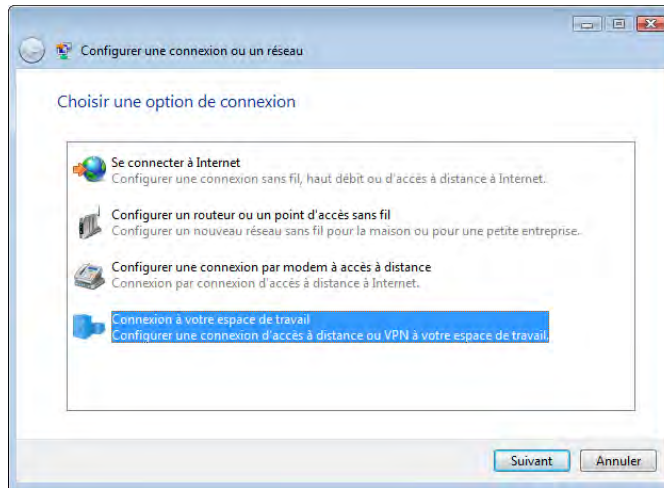 Configurer une connexion ou un réseau
Choisir une option de connexion
Se connecter à Internet
Configurer une connexion sans fil, haut débit ou d'accès à distance à Internet.
Configurer un routeur ou un point d'accès sans fil
Configurer un nouveau réseau sans fil pour la maison ou pour une petite entreprise.
Configurer une connexion par modem à accès à distance
Connexion par connexion d'accès à distance à Internet.
Connexion à votre espace de travail
Configurer une connexion d'accès à distance ou VPN à votre espace de travail.
Suivant Annuler